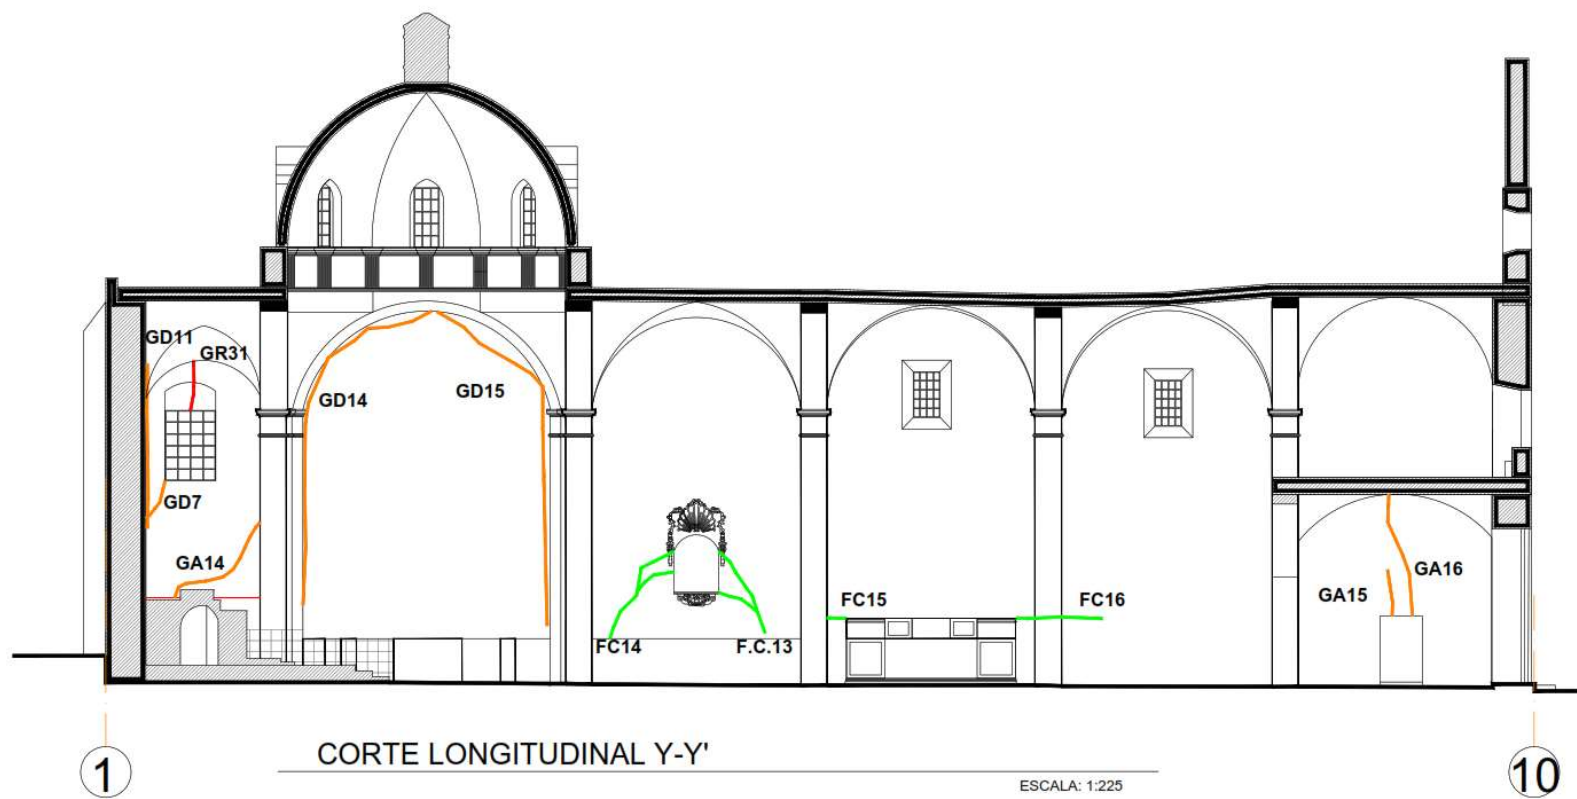 GD11
GR31
GD14
GD15
GD7
GA14
FC14
F.C.13
FC15
FC16
GA15
GA16
CORTE LONGITUDINAL Y-Y'
ESCALA: 1:225
1
10